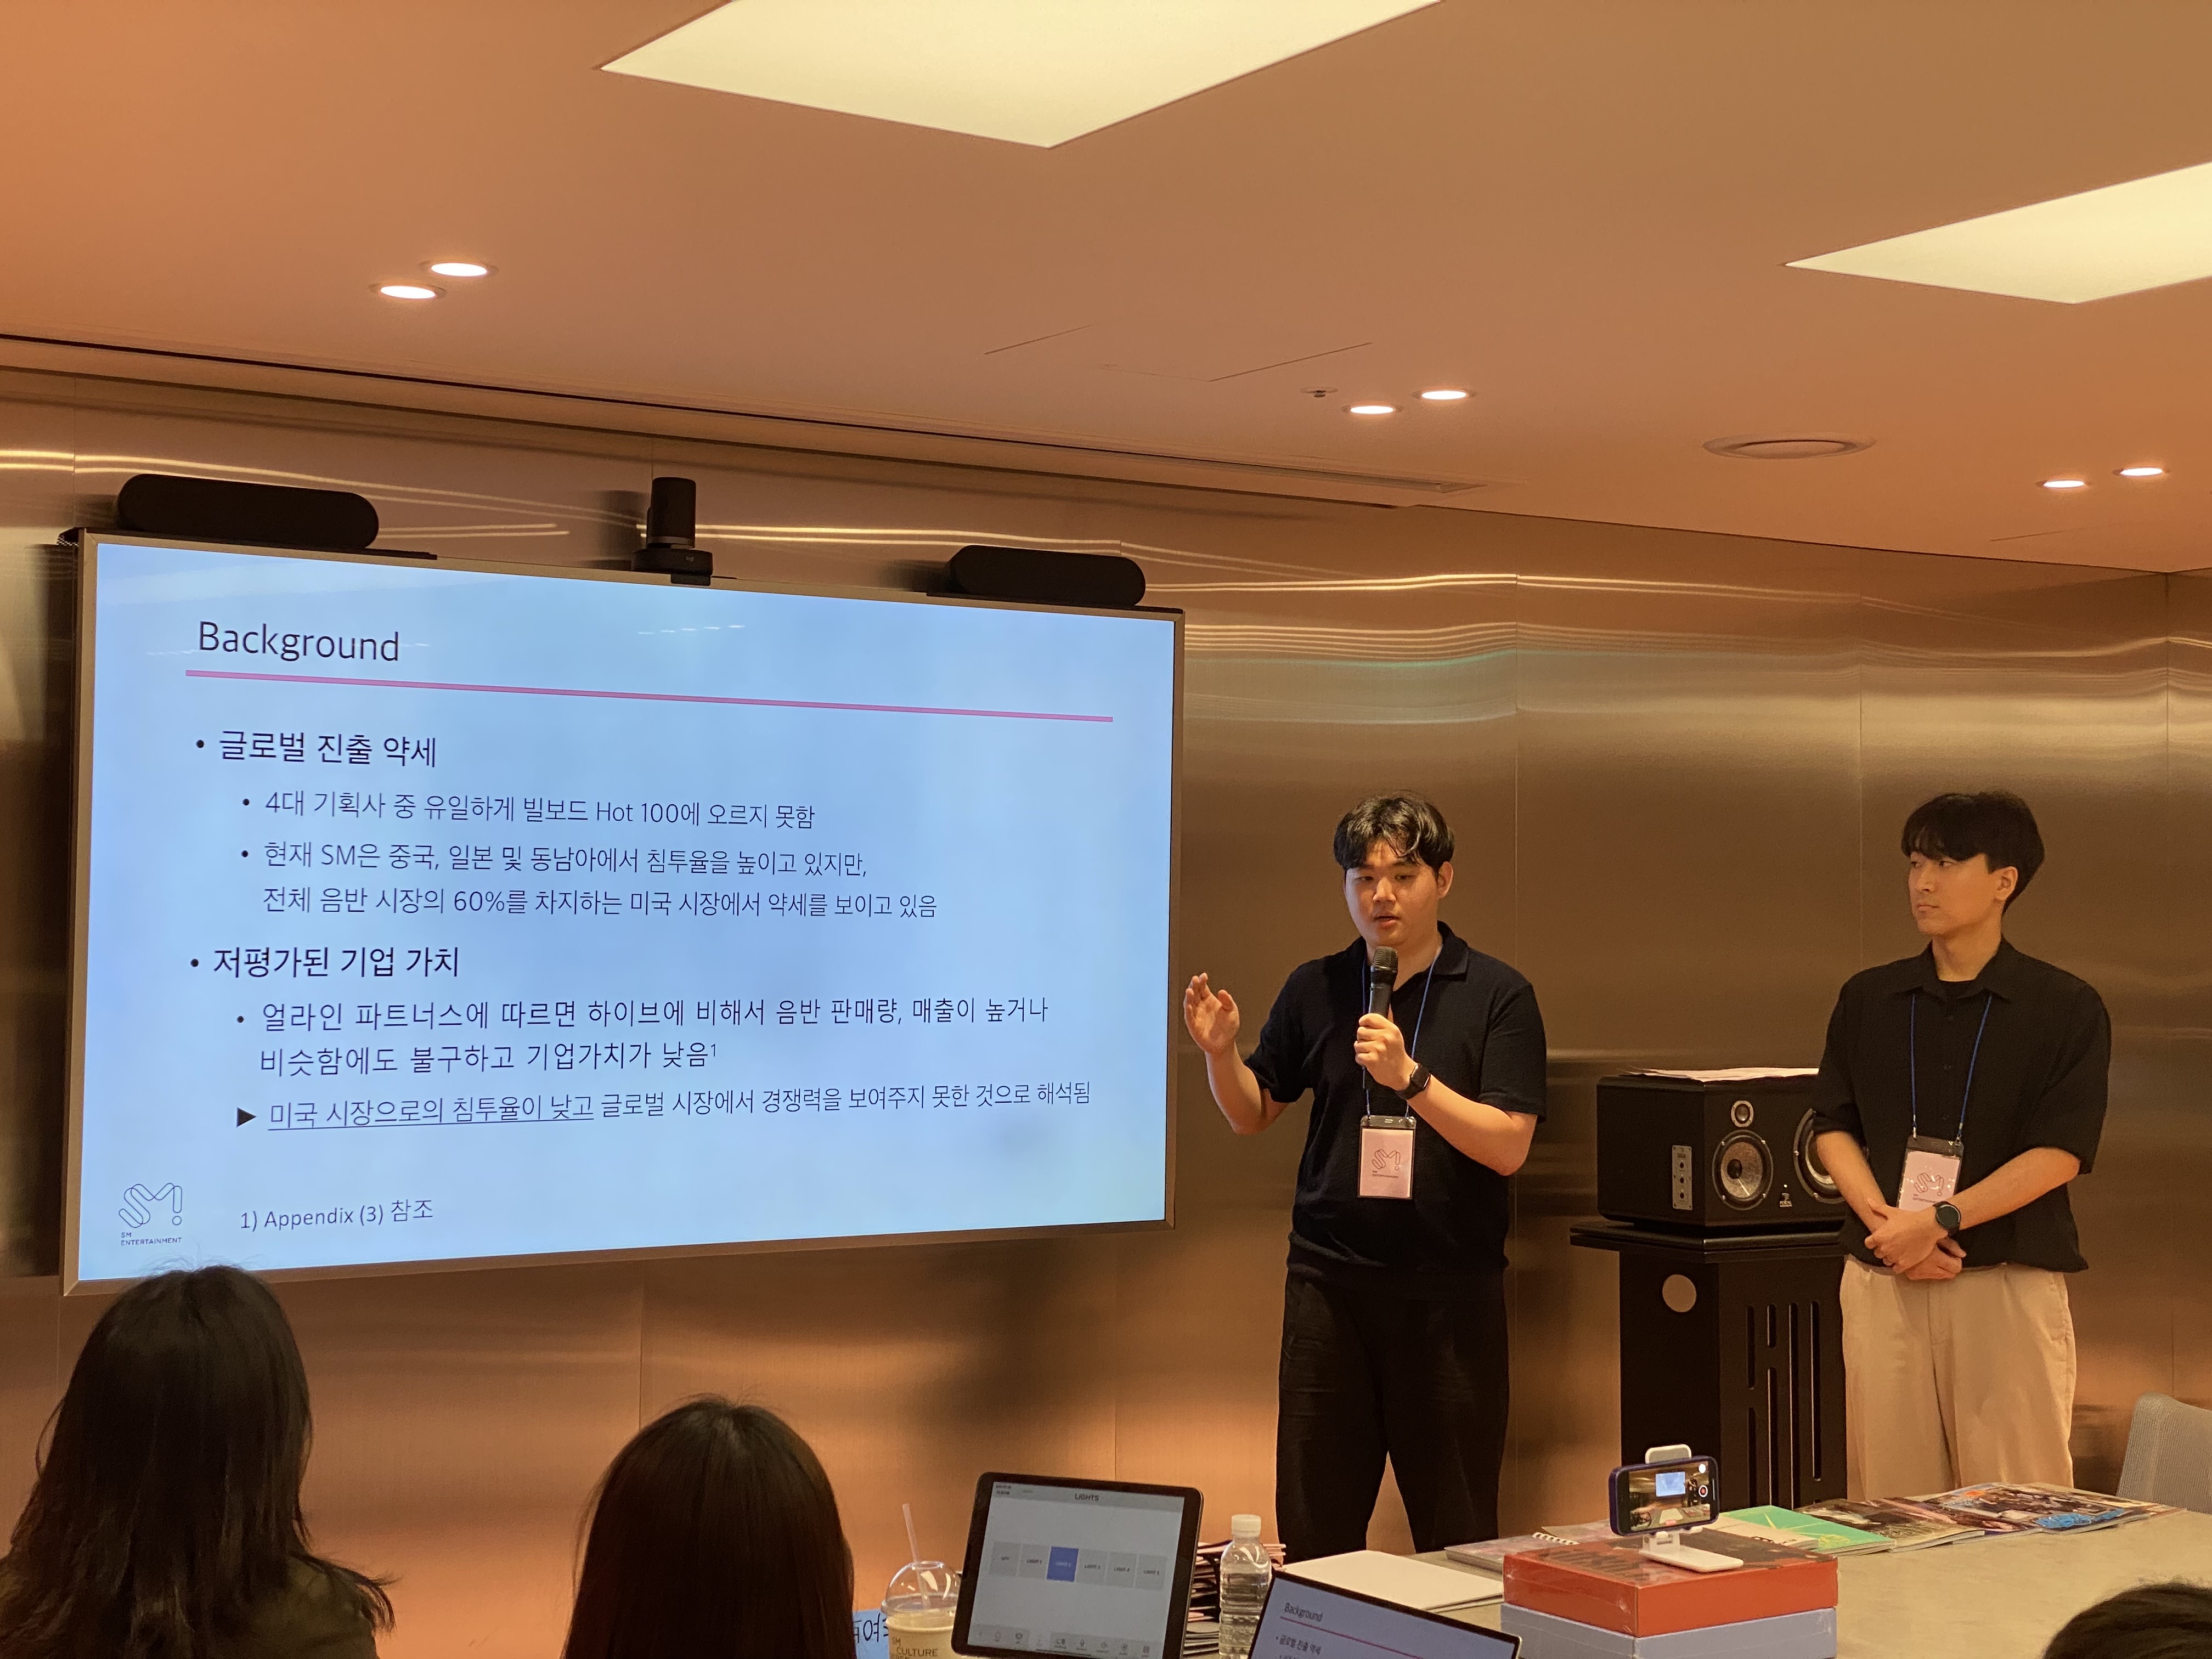 Background
• 글로벌 진출 약세
• 4대 기획사 중 유일하게 빌보드 Hot 100에 오르지 못함
• 현재 SM은 중국, 일본 및 동남아에서 침투율을 높이고 있지만,
전체 음반 시장의 60%를 차지하는 미국 시장에서 약세를 보이고 있음
• 저평가된 기업 가치
• 얼라인 파트너스에 따르면 하이브에 비해서 음반 판매량, 매출이 높거나
비슷함에도 불구하고 기업가치가 낮음¹
▶ 미국 시장으로의 침투율이 낮고 글로벌 시장에서 경쟁력을 보여주지 못한 것으로 해석됨
SM
ENTERTAINMENT
1) Appendix (3) 참조
LIGHTS
SM
CULTURE
Background
• 글로벌 진출 약세